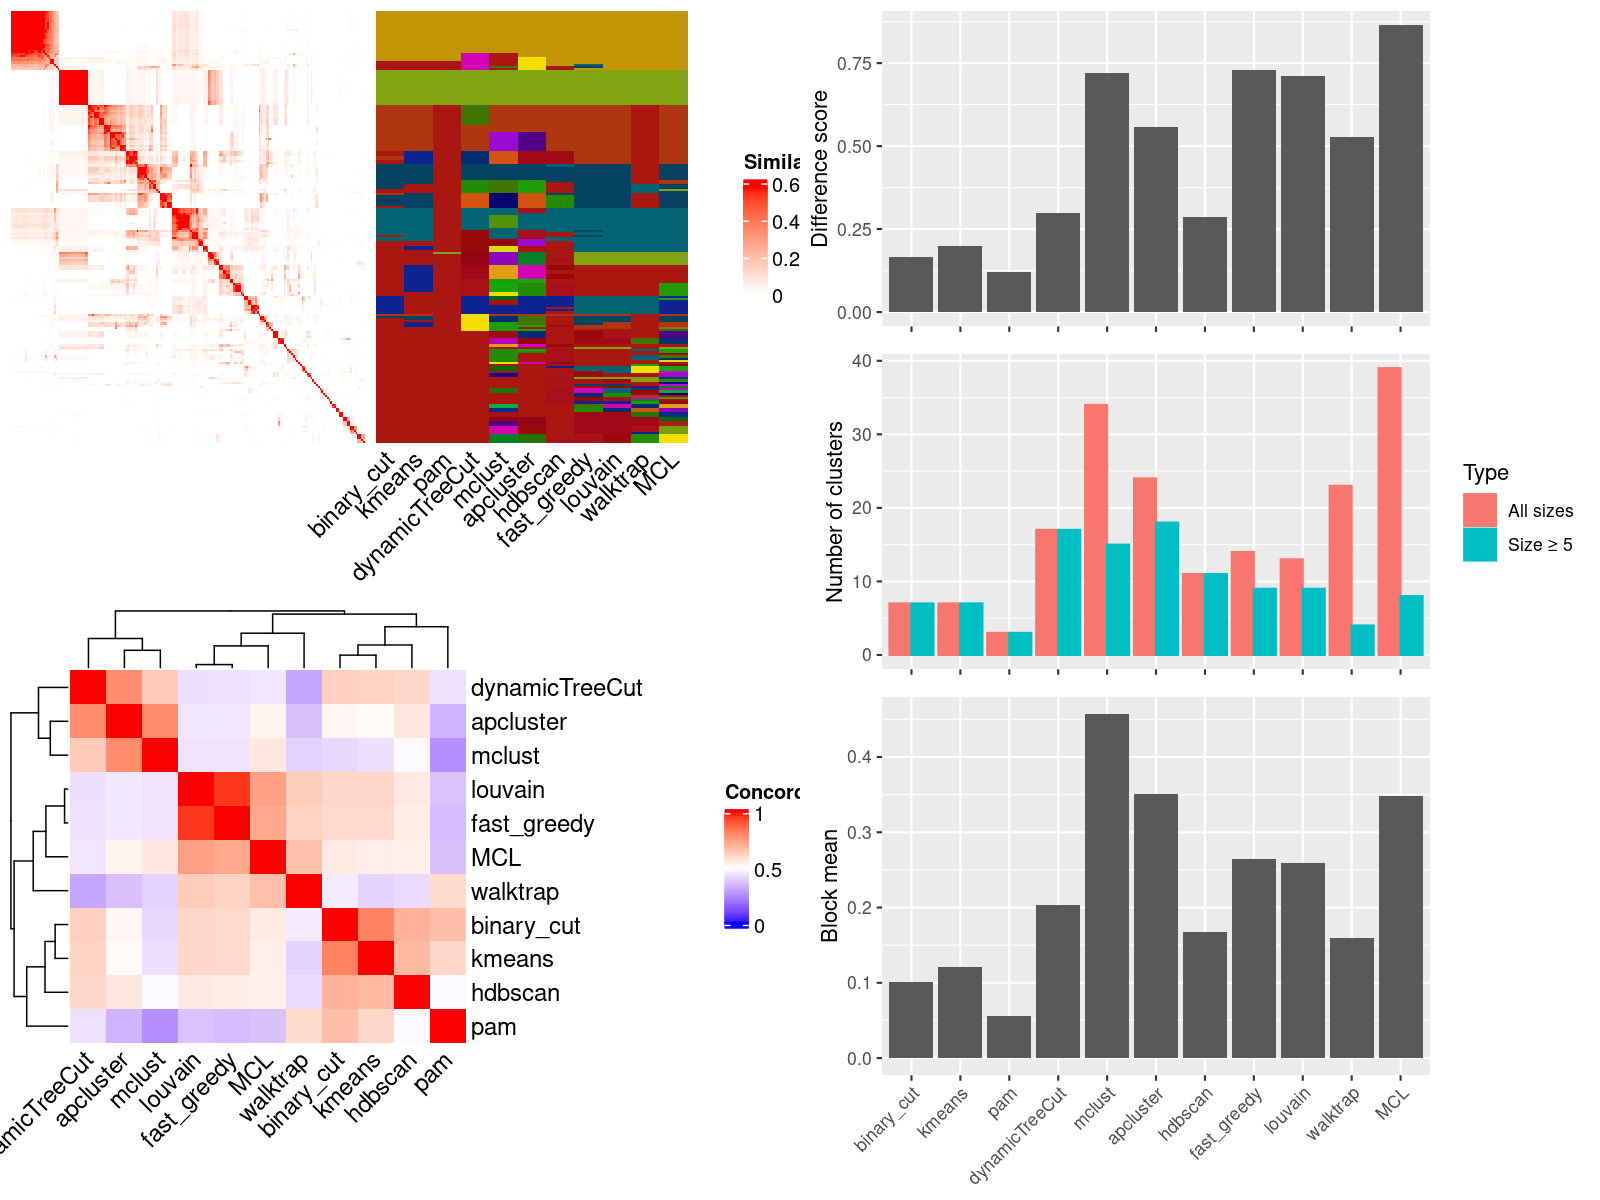 Simila
0.6
0.4
0.2
0
binary_cut
kmeans
pam
dynamicTreeCut
mclust
apcluster
hdbscan
fast_greedy
louvain
walktrap
MCL
dynamicTreeCut
apcluster
mclust
louvain
fast_greedy
MCL
walktrap
binary_cut
kmeans
hdbscan
pam
Concord
1
0.5
0
amicTreeCut
apcluster
mclust
louvain
fast_greedy
MCL
walktrap
binary_cut
kmeans
hdbscan
pam
Difference score
0.75
0.50
0.25
0.00
Number of clusters
40
30
20
10
0
Type
All sizes
Size ≥ 5
Block mean
0.4
0.3
0.2
0.1
0.0
binary_cut
kmeans
pam
dynamicTreeCut
mclust
apcluster
hdbscan
fast_greedy
louvain
walktrap
MCL